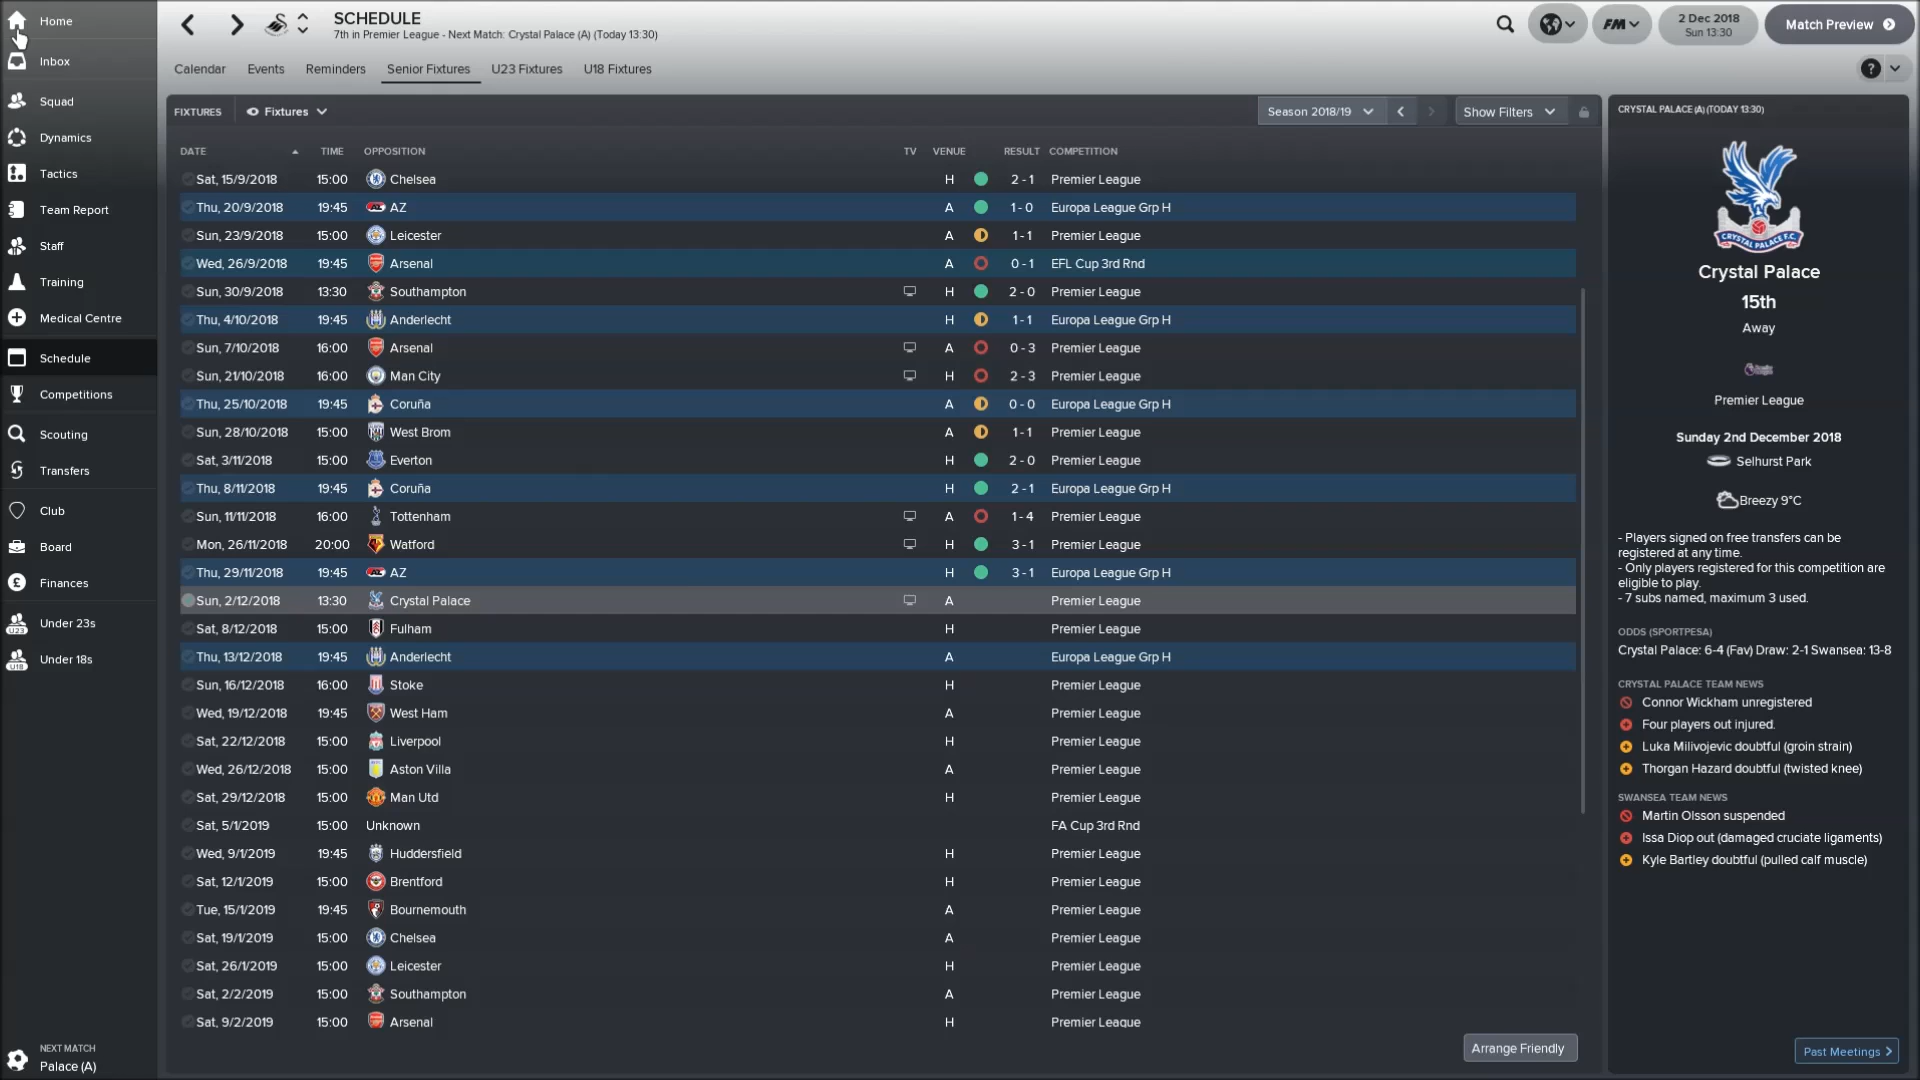 Home
Inbox
Squad
Dynamics
Tactics
Team Report
Staff
Training
Medical Centre
Schedule
Competitions
Scouting
Transfers
Club
Board
Finances
U23 Under 23s
U18 Under 18s
NEXT MATCH
Palace (A)
SCHEDULE
7th in Premier League - Next Match: Crystal Palace (A) (Today 13:30)
FM
2 Dec 2018
Sun 13:30
Match Preview
Calendar Events Reminders Senior Fixtures U23 Fixtures U18 Fixtures
?
FIXTURES Fixtures Season 2018/19 Show Filters
DATE TIME OPPOSITION TV VENUE RESULT COMPETITION
Sat, 15/9/2018 15:00 Chelsea H 2 - 1 Premier League
Thu, 20/9/2018 19:45 AZ A 1 - 0 Europa League Grp H
Sun, 23/9/2018 15:00 Leicester A 1 - 1 Premier League
Wed, 26/9/2018 19:45 Arsenal A 0 - 1 EFL Cup 3rd Rnd
Sun, 30/9/2018 13:30 Southampton H 2 - 0 Premier League
Thu, 4/10/2018 19:45 Anderlecht H 1 - 1 Europa League Grp H
Sun, 7/10/2018 16:00 Arsenal A 0 - 3 Premier League
Sun, 21/10/2018 16:00 Man City H 2 - 3 Premier League
Thu, 25/10/2018 19:45 Coruña A 0 - 0 Europa League Grp H
Sun, 28/10/2018 15:00 West Brom A 1 - 1 Premier League
Sat, 3/11/2018 15:00 Everton H 2 - 0 Premier League
Thu, 8/11/2018 19:45 Coruña H 2 - 1 Europa League Grp H
Sun, 11/11/2018 16:00 Tottenham A 1 - 4 Premier League
Mon, 26/11/2018 20:00 Watford H 3 - 1 Premier League
Thu, 29/11/2018 19:45 AZ H 3 - 1 Europa League Grp H
Sun, 2/12/2018 13:30 Crystal Palace A Premier League
Sat, 8/12/2018 15:00 Fulham H Premier League
Thu, 13/12/2018 19:45 Anderlecht A Europa League Grp H
Sun, 16/12/2018 16:00 Stoke H Premier League
Wed, 19/12/2018 19:45 West Ham A Premier League
Sat, 22/12/2018 15:00 Liverpool H Premier League
Wed, 26/12/2018 15:00 Aston Villa A Premier League
Sat, 29/12/2018 15:00 Man Utd H Premier League
Sat, 5/1/2019 15:00 Unknown FA Cup 3rd Rnd
Wed, 9/1/2019 19:45 Huddersfield H Premier League
Sat, 12/1/2019 15:00 Brentford H Premier League
Tue, 15/1/2019 19:45 Bournemouth A Premier League
Sat, 19/1/2019 15:00 Chelsea A Premier League
Sat, 26/1/2019 15:00 Leicester H Premier League
Sat, 2/2/2019 15:00 Southampton A Premier League
Sat, 9/2/2019 15:00 Arsenal H Premier League
Arrange Friendly
CRYSTAL PALACE (A) (TODAY 13:30)
CRYSTAL PALACE F.C.
Crystal Palace
15th
Away
Premier League
Sunday 2nd December 2018
Selhurst Park
Breezy 9°C
- Players signed on free transfers can be
registered at any time.
- Only players registered for this competition are
eligible to play.
- 7 subs named, maximum 3 used.
ODDS (SPORTPESA)
Crystal Palace: 6-4 (Fav) Draw: 2-1 Swansea: 13-8
CRYSTAL PALACE TEAM NEWS
Connor Wickham unregistered
Four players out injured.
Luka Milivojevic doubtful (groin strain)
Thorgan Hazard doubtful (twisted knee)
SWANSEA TEAM NEWS
Martin Olsson suspended
Issa Diop out (damaged cruciate ligaments)
Kyle Bartley doubtful (pulled calf muscle)
Past Meetings